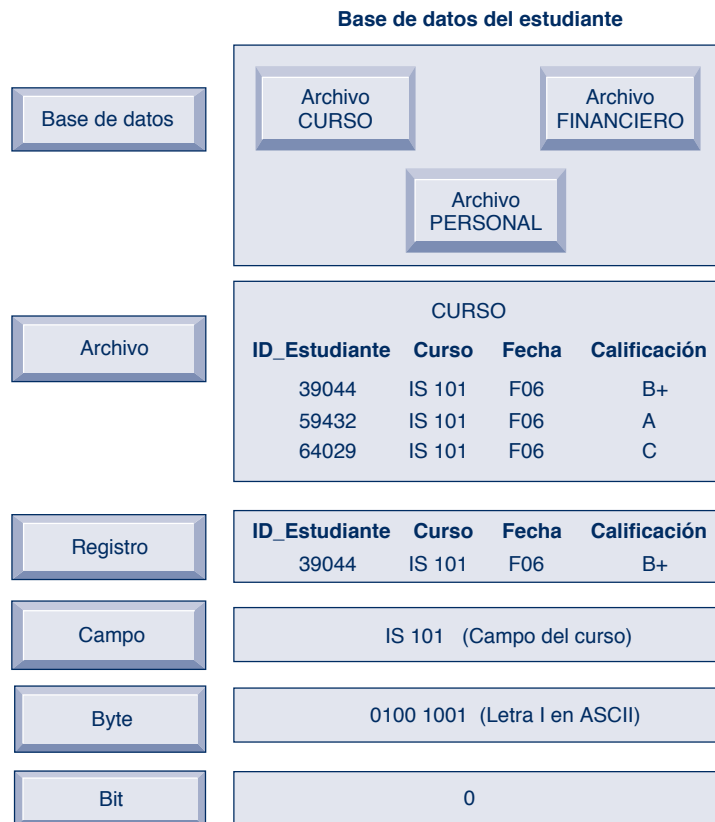 Base de datos del estudiante
Base de datos
Archivo
CURSO
Archivo
FINANCIERO
Archivo
PERSONAL
Archivo
CURSO
ID_Estudiante Curso Fecha Calificación
39044 IS 101 F06 B+
59432 IS 101 F06 A
64029 IS 101 F06 C
Registro
ID_Estudiante Curso Fecha Calificación
39044 IS 101 F06 B+
Campo
IS 101 (Campo del curso)
Byte
0100 1001 (Letra I en ASCII)
Bit
0